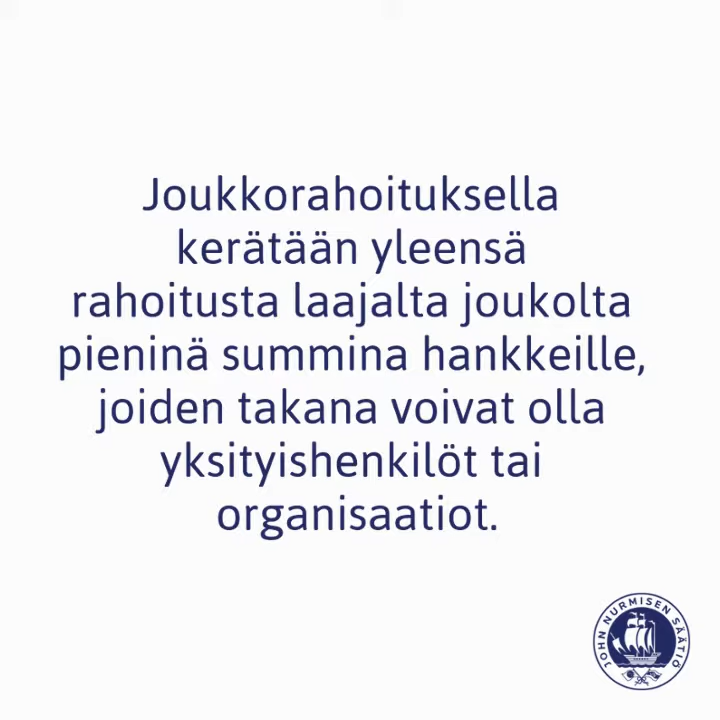 Joukkorahoituksella
kerätään yleensä
rahoitusta laajalta joukolta
pieninä summina hankkeille,
joiden takana voivat olla
yksityishenkilöt tai
organisaatiot.
JOHN NURMISEN SÄÄTIÖ